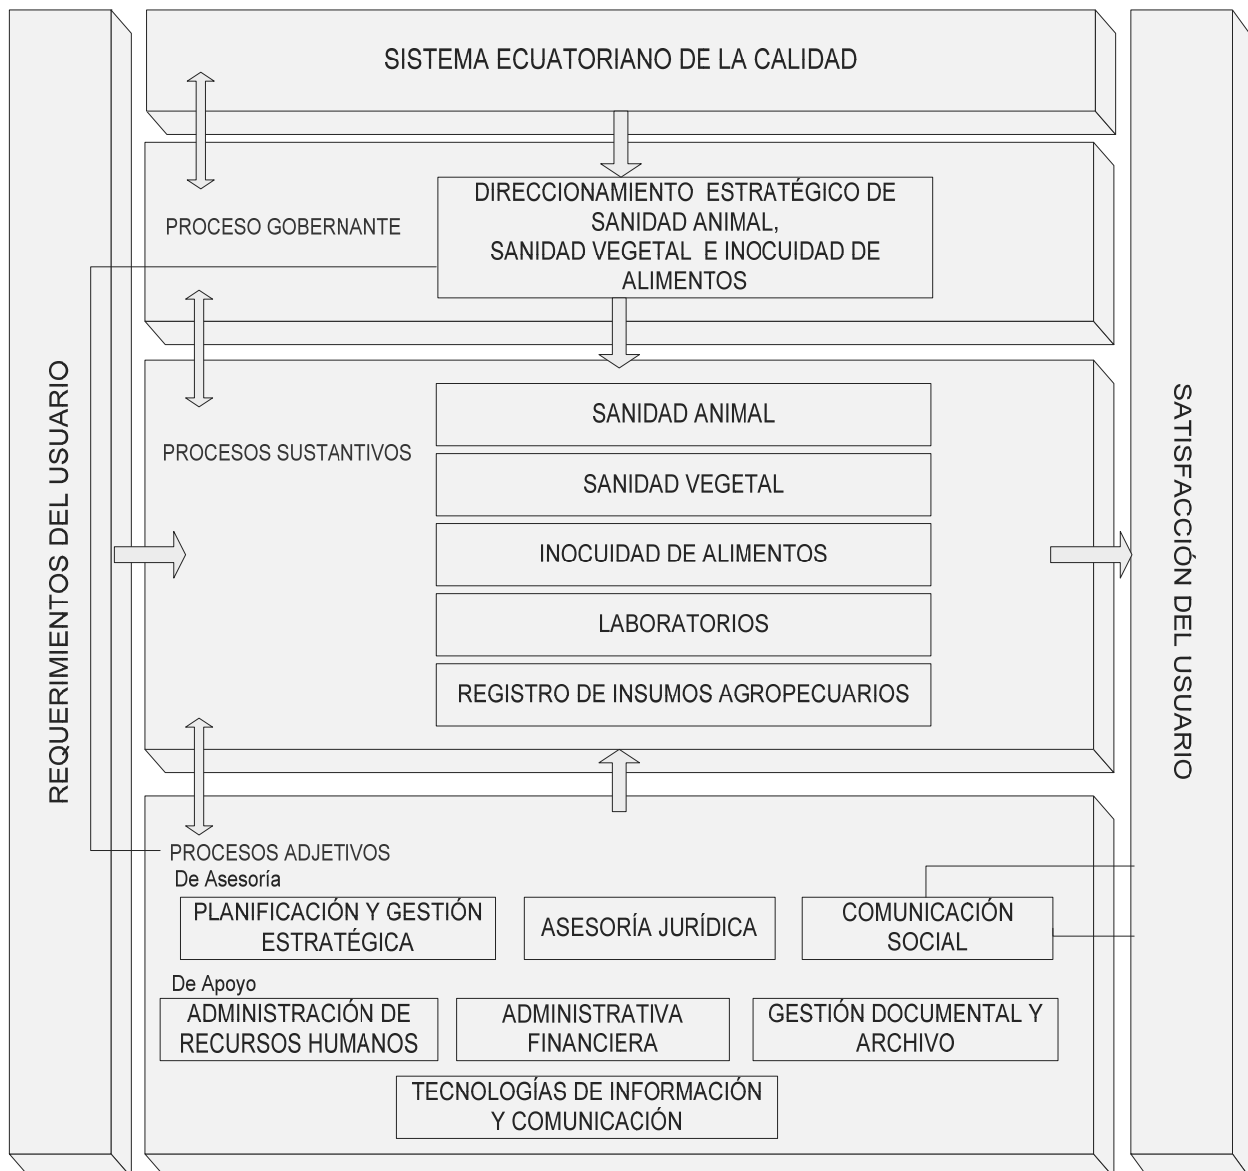 SISTEMA ECUATORIANO DE LA CALIDAD
REQUERIMIENTOS DEL USUARIO
PROCESO GOBERNANTE
DIRECCIONAMIENTO ESTRATÉGICO DE
SANIDAD ANIMAL,
SANIDAD VEGETAL E INOCUIDAD DE
ALIMENTOS
PROCESOS SUSTANTIVOS
SANIDAD ANIMAL
SANIDAD VEGETAL
INOCUIDAD DE ALIMENTOS
LABORATORIOS
REGISTRO DE INSUMOS AGROPECUARIOS
SATISFACCIÓN DEL USUARIO
PROCESOS ADJETIVOS
De Asesoría
PLANIFICACIÓN Y GESTIÓN
ESTRATÉGICA
ASESORÍA JURÍDICA
COMUNICACIÓN
SOCIAL
De Apoyo
ADMINISTRACIÓN DE
RECURSOS HUMANOS
ADMINISTRATIVA
FINANCIERA
GESTIÓN DOCUMENTAL Y
ARCHIVO
TECNOLOGÍAS DE INFORMACIÓN
Y COMUNICACIÓN